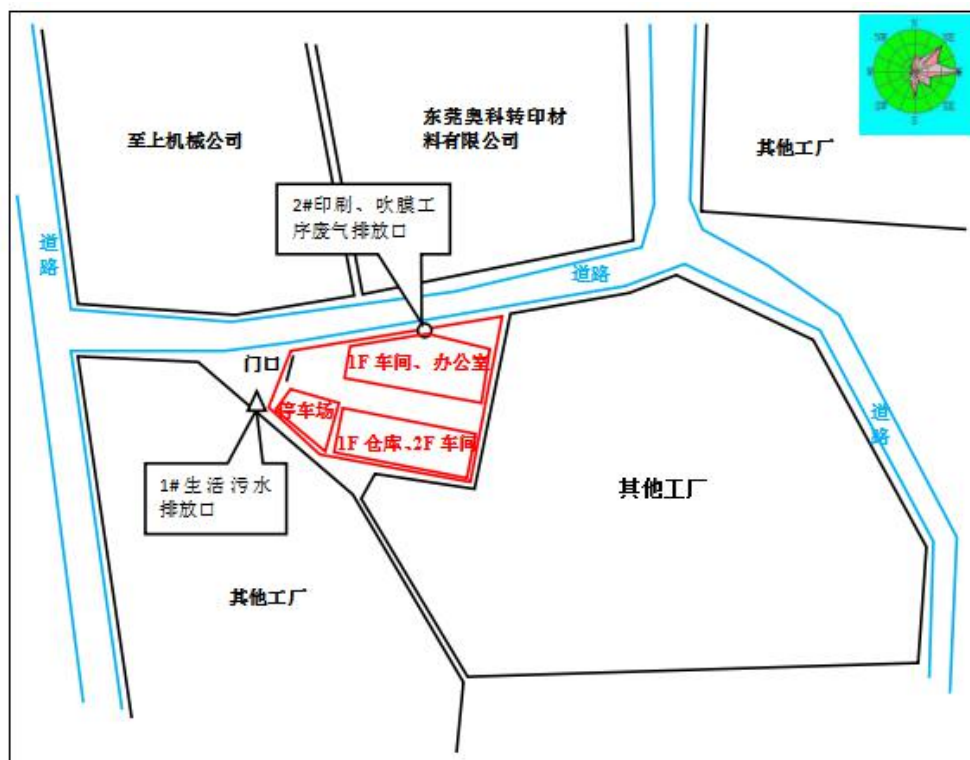 至上机械公司
东莞奥科转印材
料有限公司
其他工厂
2#印刷、吹膜工
序废气排放口
道
路
道路
门口
1F 车间、办公室
停车场
1F 仓库、2F 车间
道
路
1#生活污水
排放口
其他工厂
其他工厂